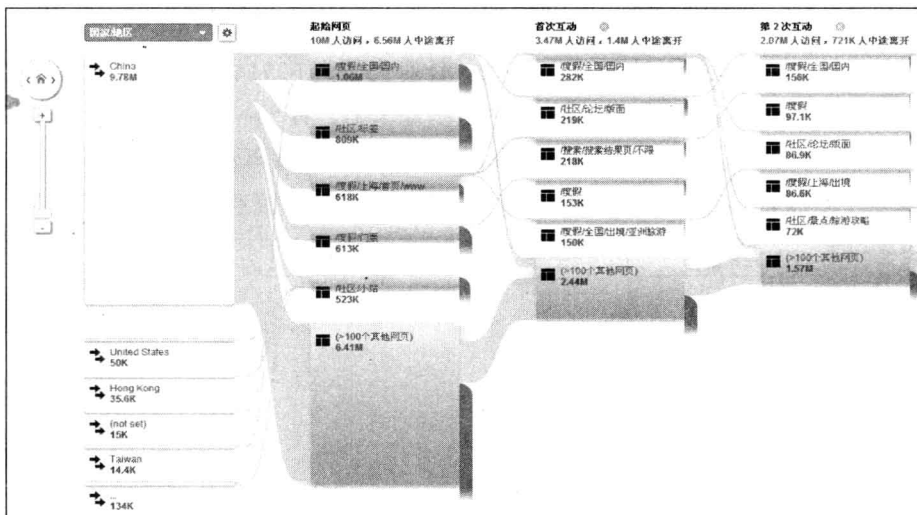 国家/地区
China
9.78M
United States
50K
Hong Kong
35.6K
(not set)
15K
Taiwan
14.4K
...
134K
起始网页
10M 人访问，6.56M 人中途离开
/度假/全国/国内
1.06M
/社区/标签
809K
/度假/上海/首页/www
618K
/度假/门票
613K
/社区/小站
523K
(>100个其他网页)
6.41M
首次互动
3.47M 人访问，1.4M 人中途离开
/度假/全国/国内
282K
/社区/论坛/版面
219K
/搜索/搜索结果页/不限
218K
/度假
153K
/度假/全国/出境/亚洲旅游
150K
(>100个其他网页)
2.44M
第 2 次互动
2.07M 人访问，721K 人中途离开
/度假/全国/国内
156K
/度假
97.1K
/社区/论坛/版面
86.9K
/度假/上海/出境
86.6K
/社区/景点/旅游攻略
72K
(>100个其他网页)
1.57M